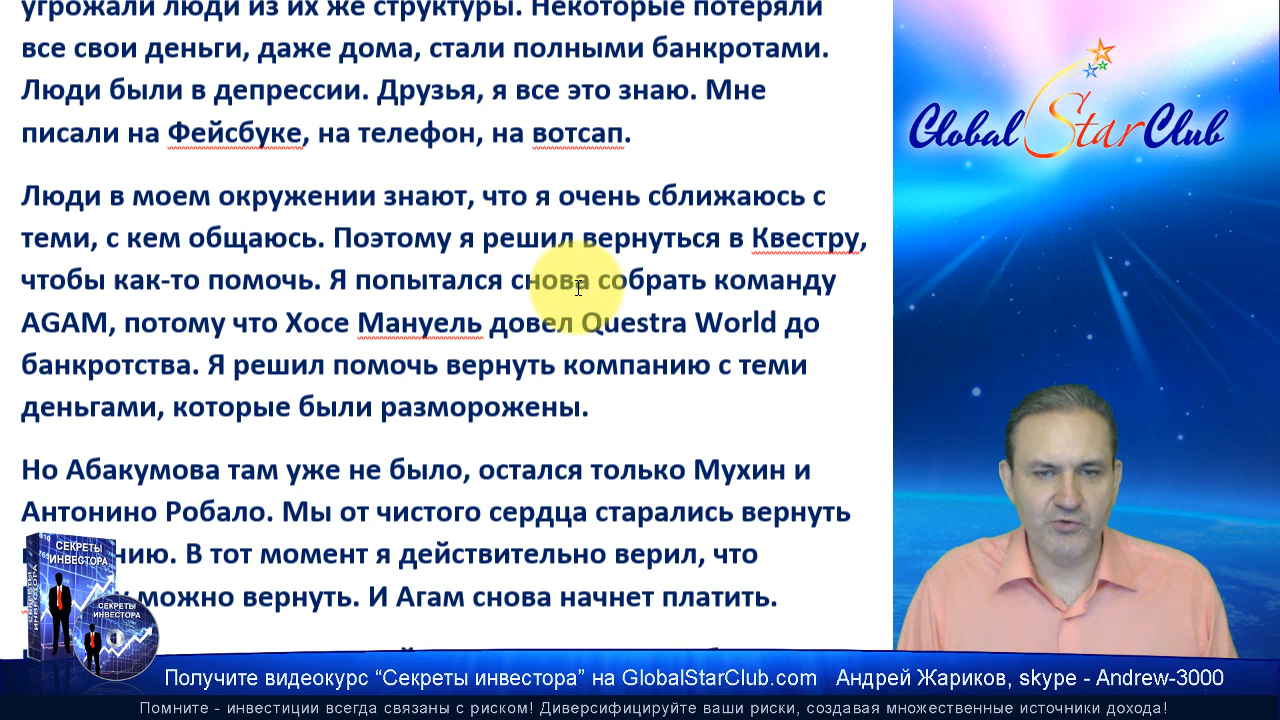 угрожали люди из их же структуры. Некоторые потеряли
все свои деньги, даже дома, стали полными банкротами.
Люди были в депрессии. Друзья, я все это знаю. Мне
писали на Фейсбуке, на телефон, на вотсап.
Люди в моем окружении знают, что я очень сближаюсь с
теми, с кем общаюсь. Поэтому я решил вернуться в Квестру,
чтобы как-то помочь. Я попытался снова собрать команду
AGAM, потому что Хосе Мануель довел Questra World до
банкротства. Я решил помочь вернуть компанию с теми
деньгами, которые были разморожены.
Но Абакумова там уже не было, остался только Мухин и
Антонино Робало. Мы от чистого сердца старались вернуть
В тот момент я действительно верил, что
можно вернуть. И Агам снова начнет платить.
Global Star Club
СЕКРЕТЫ
ИНВЕСТОРА
СЕКРЕТЫ
ИНВЕСТОРА
СЕКРЕТЫ
ИНВЕСТОРА
Получите видеокурс “Секреты инвестора” на GlobalStarClub.com Андрей Жариков, skype - Andrew-3000
Помните - инвестиции всегда связаны с риском! Диверсифицируйте ваши риски, создавая множественные источники дохода!